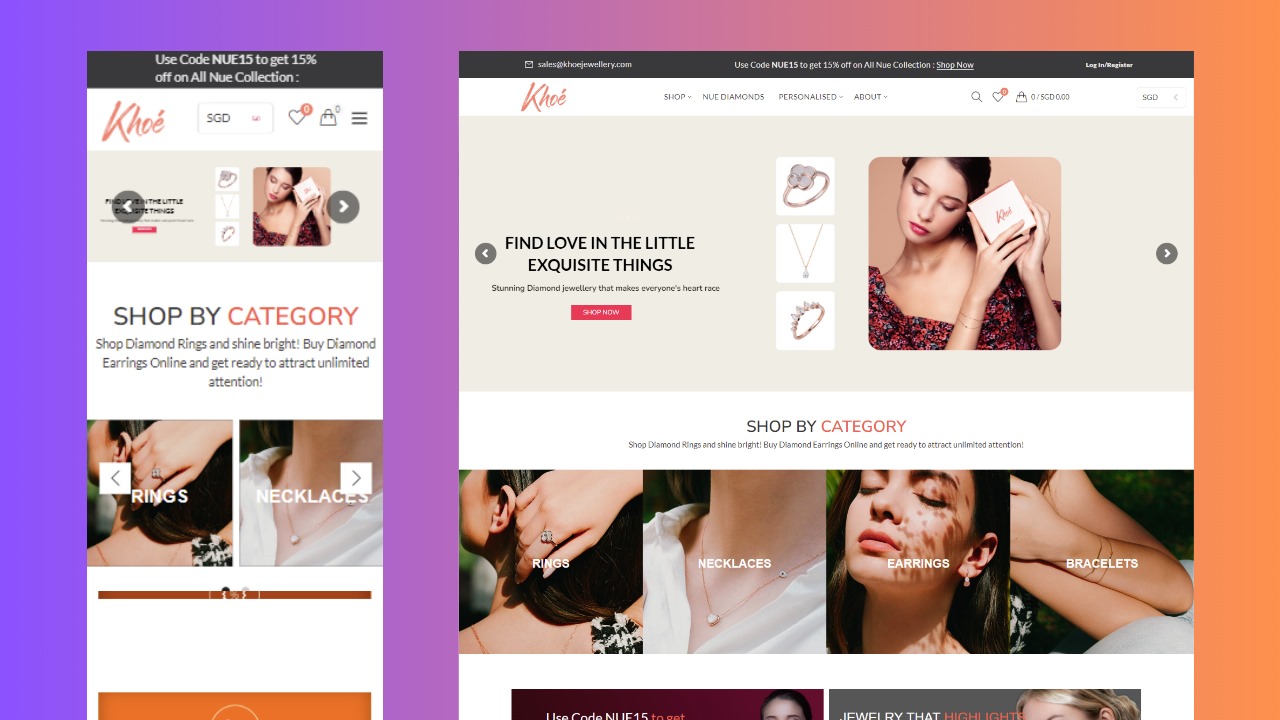 Use Code NUE15 to get 15%
off on All Nue Collection :
Khoé
SGD
0
0
FIND LOVE IN THE LITTLE
EXQUISITE THINGS
SHOP BY CATEGORY
Shop Diamond Rings and shine bright! Buy Diamond
Earrings Online and get ready to attract unlimited
attention!
RINGS
NECKLACES
sales@khoejewellery.com
Use Code NUE15 to get 15% off on All Nue Collection : Shop Now
Log In/Register
Khoé
SHOP
NUE DIAMONDS
PERSONALISED
ABOUT
0
0 / SGD 0.00
SGD
FIND LOVE IN THE LITTLE
EXQUISITE THINGS
Stunning Diamond jewellery that makes everyone's heart race
SHOP NOW
Khoé
SHOP BY CATEGORY
Shop Diamond Rings and shine bright! Buy Diamond Earrings Online and get ready to attract unlimited attention!
RINGS
NECKLACES
EARRINGS
BRACELETS
Use Code NUE15 to get
JEWELRY THAT HIGHLIGHTS